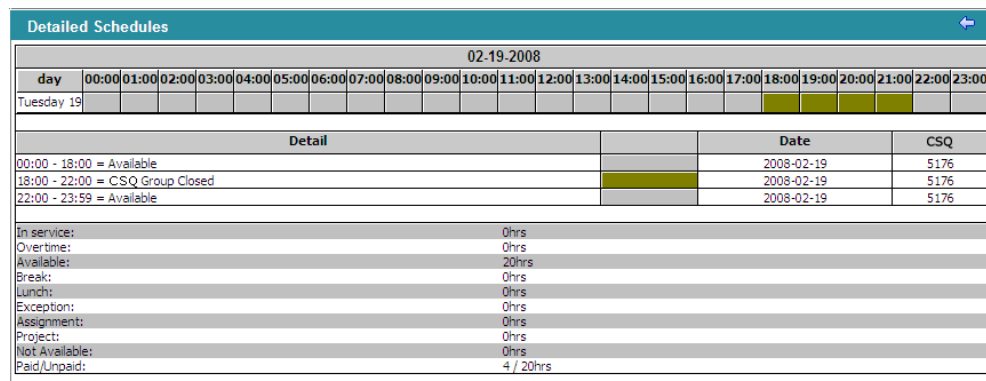 Detailed Schedules
02-19-2008
day 00:00 01:00 02:00 03:00 04:00 05:00 06:00 07:00 08:00 09:00 10:00 11:00 12:00 13:00 14:00 15:00 16:00 17:00 18:00 19:00 20:00 21:00 22:00 23:00
Tuesday 19
Detail Date CSQ
00:00 - 18:00 = Available 2008-02-19 5176
18:00 - 22:00 = CSQ Group Closed 2008-02-19 5176
22:00 - 23:59 = Available 2008-02-19 5176
In service: 0hrs
Overtime: 0hrs
Available: 20hrs
Break: 0hrs
Lunch: 0hrs
Exception: 0hrs
Assignment: 0hrs
Project: 0hrs
Not Available: 0hrs
Paid/Unpaid: 4 / 20hrs